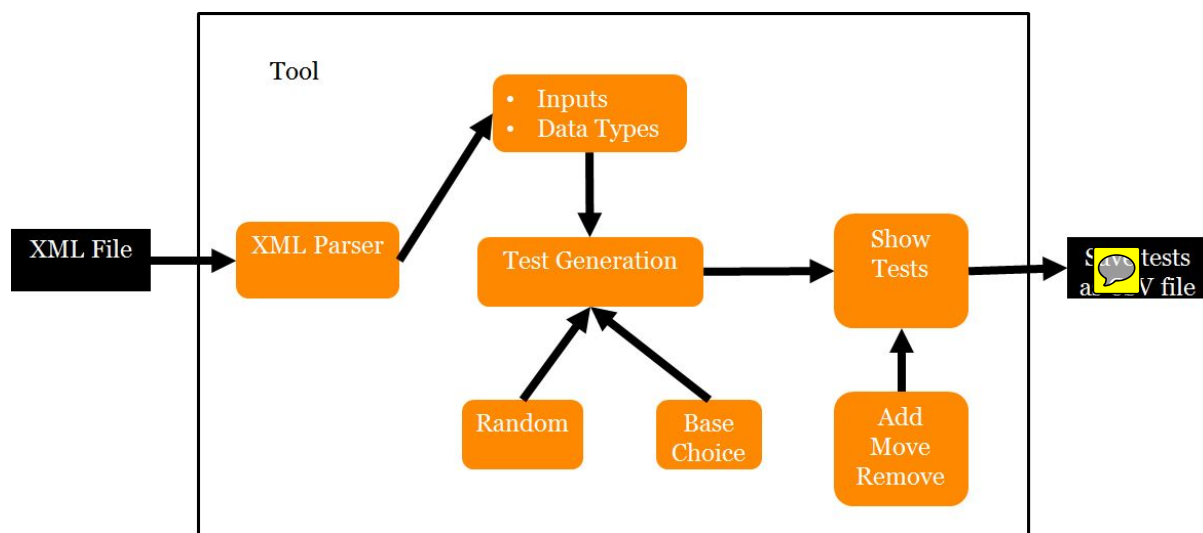 Tool
• Inputs
• Data Types
XML File
XML Parser
Test Generation
Show
Tests
tests
as file
Random
Base
Choice
Add
Move
Remove